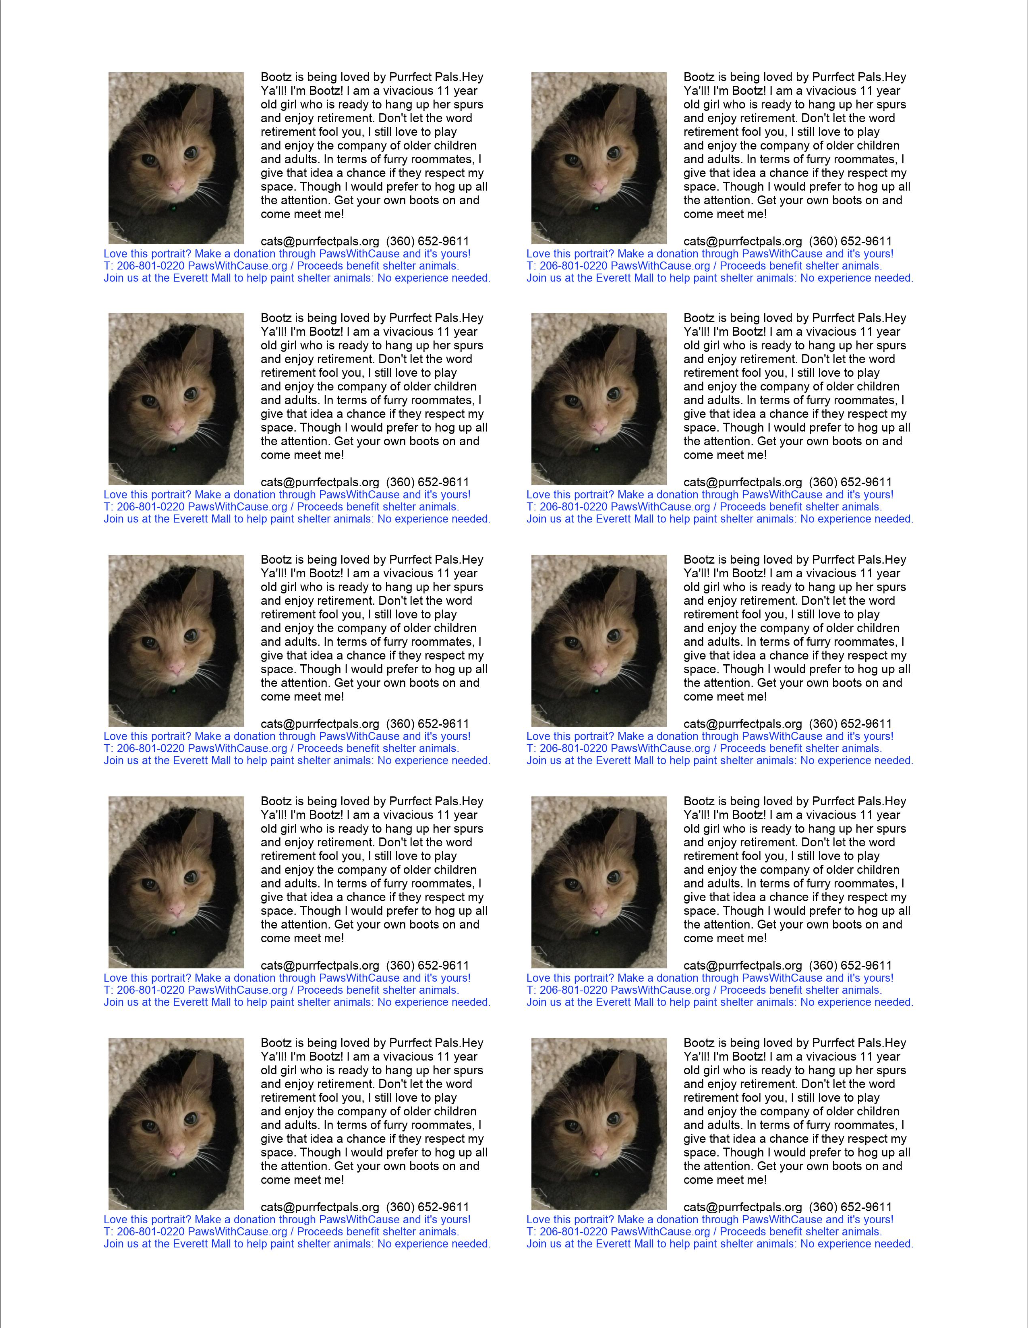 Bootz is being loved by Purrfect Pals.Hey
Ya'll! I'm Bootz! I am a vivacious 11 year
old girl who is ready to hang up her spurs
and enjoy retirement. Don't let the word
retirement fool you, I still love to play
and enjoy the company of older children
and adults. In terms of furry roommates, I
give that idea a chance if they respect my
space. Though I would prefer to hog up all
the attention. Get your own boots on and
come meet me!
cats@purrfectpals.org (360) 652-9611
Love this portrait? Make a donation through PawsWithCause and it's yours!
T: 206-801-0220 PawsWithCause.org / Proceeds benefit shelter animals.
Join us at the Everett Mall to help paint shelter animals: No experience needed.
Bootz is being loved by Purrfect Pals.Hey
Ya'll! I'm Bootz! I am a vivacious 11 year
old girl who is ready to hang up her spurs
and enjoy retirement. Don't let the word
retirement fool you, I still love to play
and enjoy the company of older children
and adults. In terms of furry roommates, I
give that idea a chance if they respect my
space. Though I would prefer to hog up all
the attention. Get your own boots on and
come meet me!
cats@purrfectpals.org (360) 652-9611
Love this portrait? Make a donation through PawsWithCause and it's yours!
T: 206-801-0220 PawsWithCause.org / Proceeds benefit shelter animals.
Join us at the Everett Mall to help paint shelter animals: No experience needed.
Bootz is being loved by Purrfect Pals.Hey
Ya'll! I'm Bootz! I am a vivacious 11 year
old girl who is ready to hang up her spurs
and enjoy retirement. Don't let the word
retirement fool you, I still love to play
and enjoy the company of older children
and adults. In terms of furry roommates, I
give that idea a chance if they respect my
space. Though I would prefer to hog up all
the attention. Get your own boots on and
come meet me!
cats@purrfectpals.org (360) 652-9611
Love this portrait? Make a donation through PawsWithCause and it's yours!
T: 206-801-0220 PawsWithCause.org / Proceeds benefit shelter animals.
Join us at the Everett Mall to help paint shelter animals: No experience needed.
Bootz is being loved by Purrfect Pals.Hey
Ya'll! I'm Bootz! I am a vivacious 11 year
old girl who is ready to hang up her spurs
and enjoy retirement. Don't let the word
retirement fool you, I still love to play
and enjoy the company of older children
and adults. In terms of furry roommates, I
give that idea a chance if they respect my
space. Though I would prefer to hog up all
the attention. Get your own boots on and
come meet me!
cats@purrfectpals.org (360) 652-9611
Love this portrait? Make a donation through PawsWithCause and it's yours!
T: 206-801-0220 PawsWithCause.org / Proceeds benefit shelter animals.
Join us at the Everett Mall to help paint shelter animals: No experience needed.
Bootz is being loved by Purrfect Pals.Hey
Ya'll! I'm Bootz! I am a vivacious 11 year
old girl who is ready to hang up her spurs
and enjoy retirement. Don't let the word
retirement fool you, I still love to play
and enjoy the company of older children
and adults. In terms of furry roommates, I
give that idea a chance if they respect my
space. Though I would prefer to hog up all
the attention. Get your own boots on and
come meet me!
cats@purrfectpals.org (360) 652-9611
Love this portrait? Make a donation through PawsWithCause and it's yours!
T: 206-801-0220 PawsWithCause.org / Proceeds benefit shelter animals.
Join us at the Everett Mall to help paint shelter animals: No experience needed.
Bootz is being loved by Purrfect Pals.Hey
Ya'll! I'm Bootz! I am a vivacious 11 year
old girl who is ready to hang up her spurs
and enjoy retirement. Don't let the word
retirement fool you, I still love to play
and enjoy the company of older children
and adults. In terms of furry roommates, I
give that idea a chance if they respect my
space. Though I would prefer to hog up all
the attention. Get your own boots on and
come meet me!
cats@purrfectpals.org (360) 652-9611
Love this portrait? Make a donation through PawsWithCause and it's yours!
T: 206-801-0220 PawsWithCause.org / Proceeds benefit shelter animals.
Join us at the Everett Mall to help paint shelter animals: No experience needed.
Bootz is being loved by Purrfect Pals.Hey
Ya'll! I'm Bootz! I am a vivacious 11 year
old girl who is ready to hang up her spurs
and enjoy retirement. Don't let the word
retirement fool you, I still love to play
and enjoy the company of older children
and adults. In terms of furry roommates, I
give that idea a chance if they respect my
space. Though I would prefer to hog up all
the attention. Get your own boots on and
come meet me!
cats@purrfectpals.org (360) 652-9611
Love this portrait? Make a donation through PawsWithCause and it's yours!
T: 206-801-0220 PawsWithCause.org / Proceeds benefit shelter animals.
Join us at the Everett Mall to help paint shelter animals: No experience needed.
Bootz is being loved by Purrfect Pals.Hey
Ya'll! I'm Bootz! I am a vivacious 11 year
old girl who is ready to hang up her spurs
and enjoy retirement. Don't let the word
retirement fool you, I still love to play
and enjoy the company of older children
and adults. In terms of furry roommates, I
give that idea a chance if they respect my
space. Though I would prefer to hog up all
the attention. Get your own boots on and
come meet me!
cats@purrfectpals.org (360) 652-9611
Love this portrait? Make a donation through PawsWithCause and it's yours!
T: 206-801-0220 PawsWithCause.org / Proceeds benefit shelter animals.
Join us at the Everett Mall to help paint shelter animals: No experience needed.
Bootz is being loved by Purrfect Pals.Hey
Ya'll! I'm Bootz! I am a vivacious 11 year
old girl who is ready to hang up her spurs
and enjoy retirement. Don't let the word
retirement fool you, I still love to play
and enjoy the company of older children
and adults. In terms of furry roommates, I
give that idea a chance if they respect my
space. Though I would prefer to hog up all
the attention. Get your own boots on and
come meet me!
cats@purrfectpals.org (360) 652-9611
Love this portrait? Make a donation through PawsWithCause and it's yours!
T: 206-801-0220 PawsWithCause.org / Proceeds benefit shelter animals.
Join us at the Everett Mall to help paint shelter animals: No experience needed.
Bootz is being loved by Purrfect Pals.Hey
Ya'll! I'm Bootz! I am a vivacious 11 year
old girl who is ready to hang up her spurs
and enjoy retirement. Don't let the word
retirement fool you, I still love to play
and enjoy the company of older children
and adults. In terms of furry roommates, I
give that idea a chance if they respect my
space. Though I would prefer to hog up all
the attention. Get your own boots on and
come meet me!
cats@purrfectpals.org (360) 652-9611
Love this portrait? Make a donation through PawsWithCause and it's yours!
T: 206-801-0220 PawsWithCause.org / Proceeds benefit shelter animals.
Join us at the Everett Mall to help paint shelter animals: No experience needed.